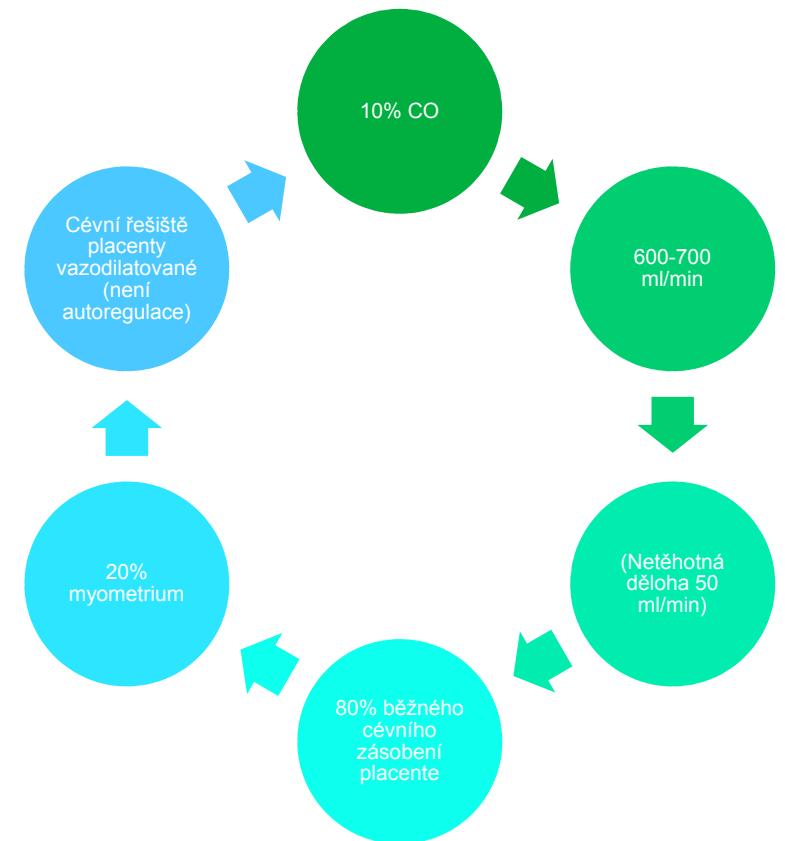 10% CO
600-700
ml/min
(Netěhotná
děloha 50
ml/min)
80% běžného
cévního
zásobení
placente
20%
myometrium
Cévní řešiště
placenty
vazodilatované
(není
autoregulace)